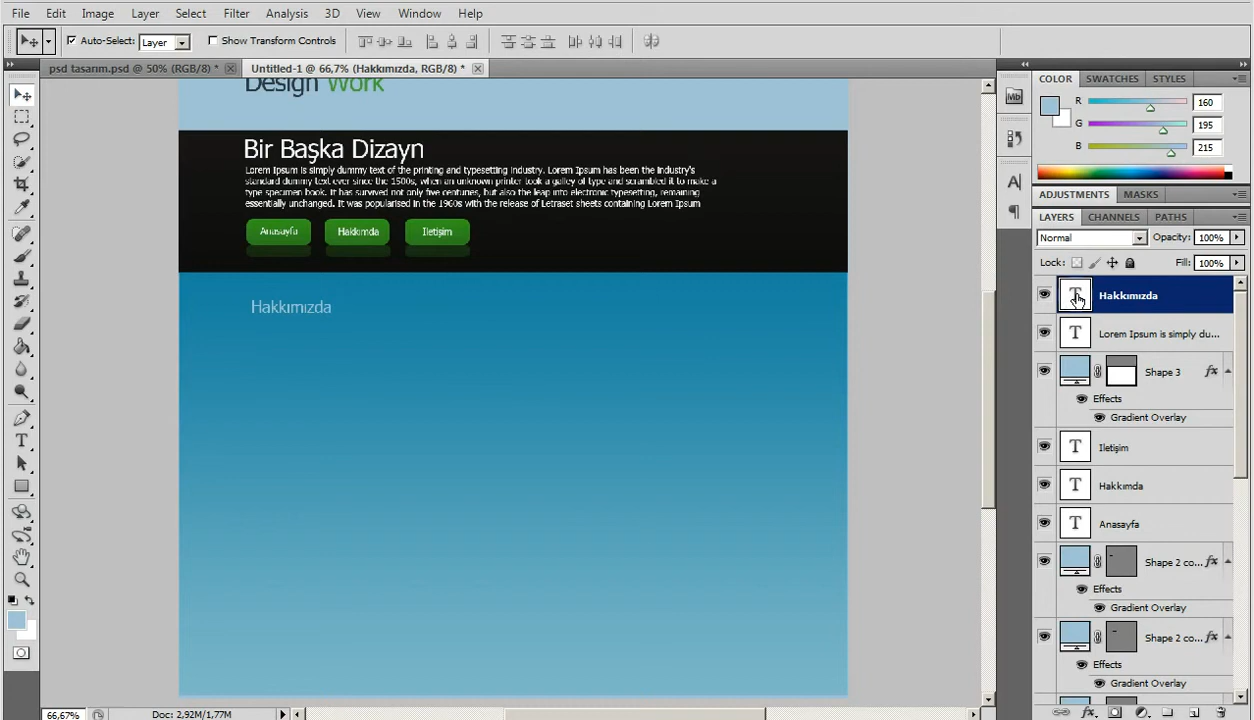 File Edit Image Layer Select Filter Analysis 3D View Window Help
Auto-Select: Layer Show Transform Controls
psd tasarım.psd @ 50% (RGB/8) * Untitled-1 @ 66,7% (Hakkımızda, RGB/8) *
Design Work
Bir Başka Dizayn
Lorem Ipsum is simply dummy text of the printing and typesetting industry. Lorem Ipsum has been the industry's
standard dummy text ever since the 1500s, when an unknown printer took a galley of type and scrambled it to make a
type specimen book. It has survived not only five centuries, but also the leap into electronic typesetting, remaining
essentially unchanged. It was popularised in the 1960s with the release of Letraset sheets containing Lorem Ipsum
Anasayfa Hakkımda Iletişim
Hakkımızda
66,67% Doc: 2,92M/1,77M
Mb
COLOR SWATCHES STYLES
R 160
G 195
B 215
ADJUSTMENTS MASKS
LAYERS CHANNELS PATHS
Normal Opacity: 100%
Lock: Fill: 100%
T Hakkımızda
T Lorem Ipsum is simply du...
Shape 3 fx
Effects
Gradient Overlay
T Iletişim
T Hakkımda
T Anasayfa
Shape 2 co... fx
Effects
Gradient Overlay
Shape 2 co... fx
Effects
Gradient Overlay